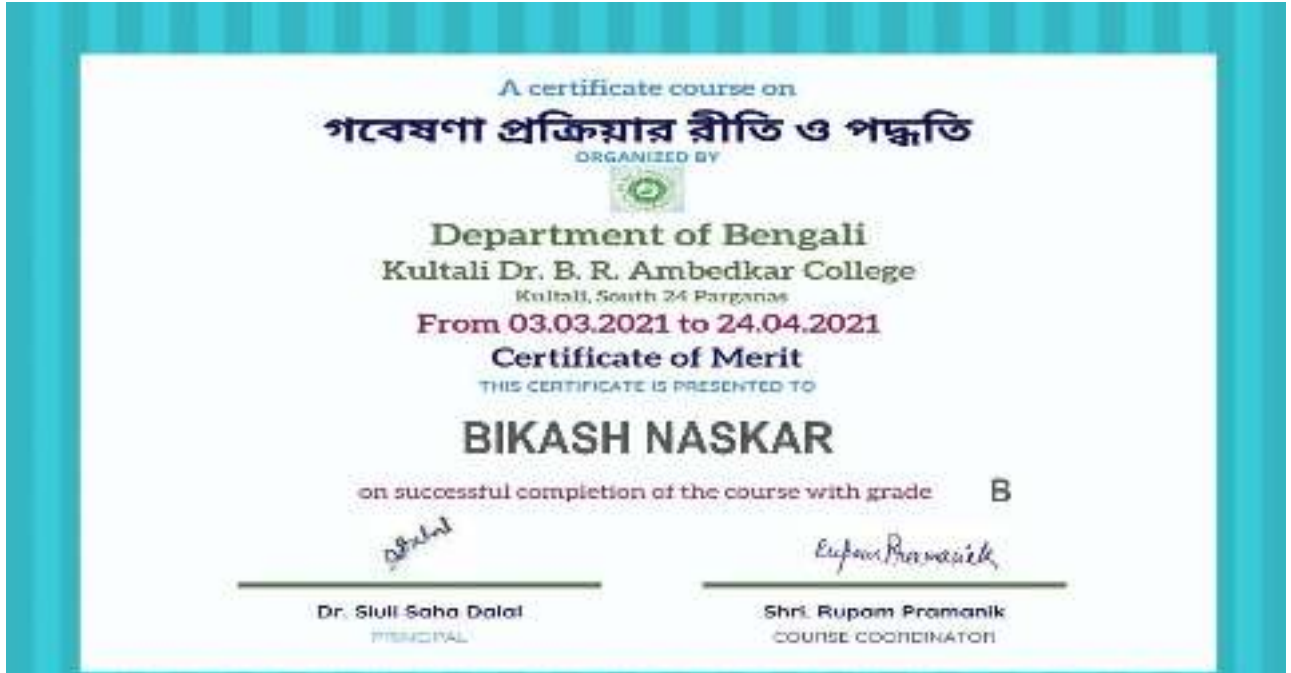 A certificate course on
গবেষণা প্রক্রিয়ার রীতি ও পদ্ধতি
ORGANIZED BY
Department of Bengali
Kultali Dr. B. R. Ambedkar College
Kultali, South 24 Parganas
From 03.03.2021 to 24.04.2021
Certificate of Merit
THIS CERTIFICATE IS PRESENTED TO
BIKASH NASKAR
on successful completion of the course with grade B
Rupam Pramanik
Dr. Siuli Saha Dalal
Shri. Rupam Pramanik
PRINCIPAL
COURSE COORDINATOR